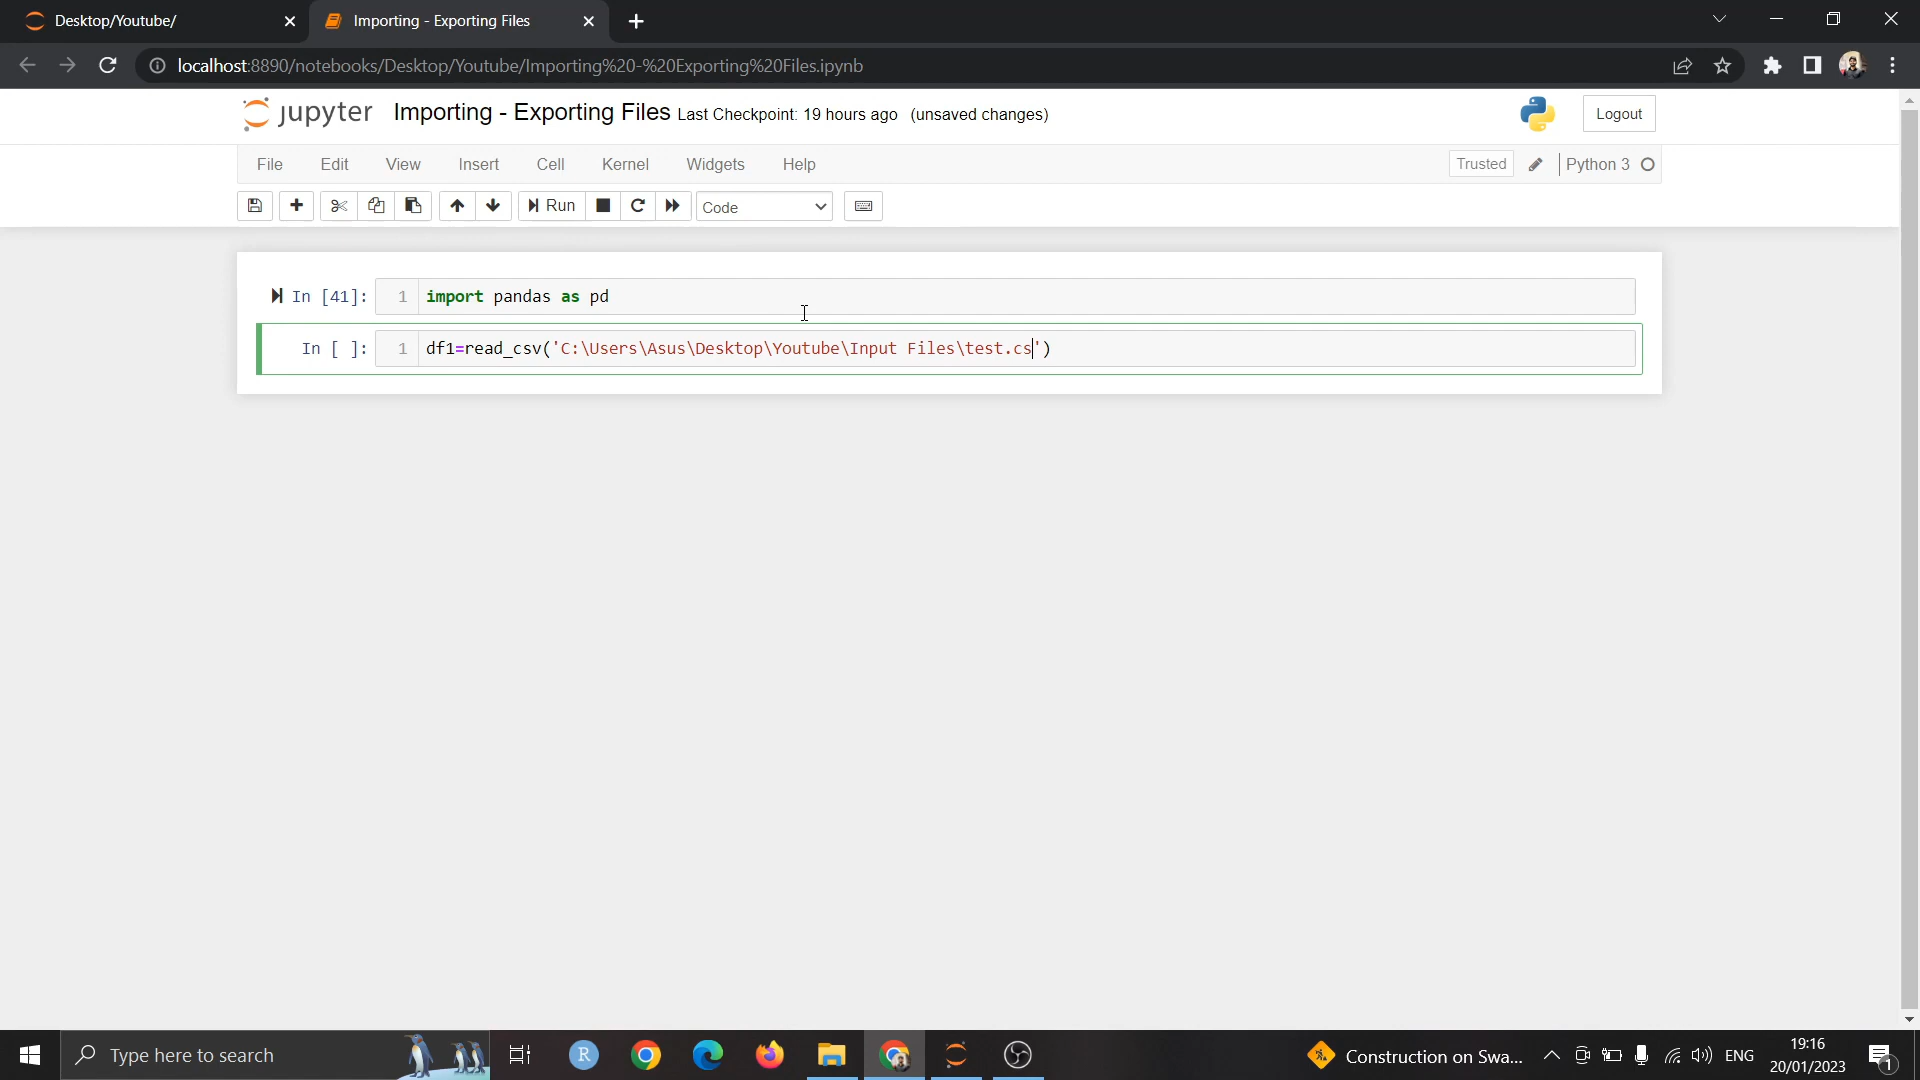 Desktop/Youtube/
Importing - Exporting Files
localhost:8890/notebooks/Desktop/Youtube/Importing%20-%20Exporting%20Files.ipynb
jupyter Importing - Exporting Files Last Checkpoint: 19 hours ago (unsaved changes)
Logout
File Edit View Insert Cell Kernel Widgets Help
Trusted Python 3
Run Code
In [41]: 1 import pandas as pd
In [ ]: 1 df1=read_csv('C:\Users\Asus\Desktop\Youtube\Input Files\test.cs')
Type here to search
R
Construction on Swa...
ENG
19:16
20/01/2023
1